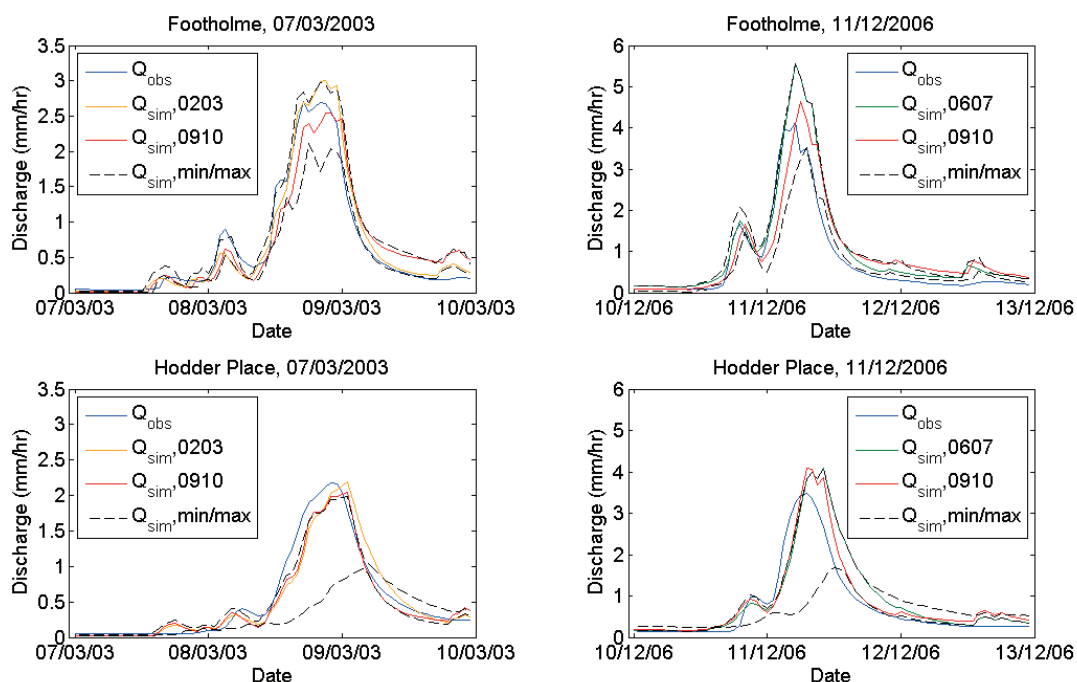 Footholme, 07/03/2003
3.5
3
2.5
2
1.5
1
0.5
0
Discharge (mm/hr)
Qobs
Qsim,0203
Qsim,0910
Qsim,min/max
07/03/03 08/03/03 09/03/03 10/03/03
Date
Footholme, 11/12/2006
6
5
4
3
2
1
0
Discharge (mm/hr)
Qobs
Qsim,0607
Qsim,0910
Qsim,min/max
10/12/06 11/12/06 12/12/06 13/12/06
Date
Hodder Place, 07/03/2003
3.5
3
2.5
2
1.5
1
0.5
0
Discharge (mm/hr)
Qobs
Qsim,0203
Qsim,0910
Qsim,min/max
07/03/03 08/03/03 09/03/03 10/03/03
Date
Hodder Place, 11/12/2006
6
5
4
3
2
1
0
Discharge (mm/hr)
Qobs
Qsim,0607
Qsim,0910
Qsim,min/max
10/12/06 11/12/06 12/12/06 13/12/06
Date